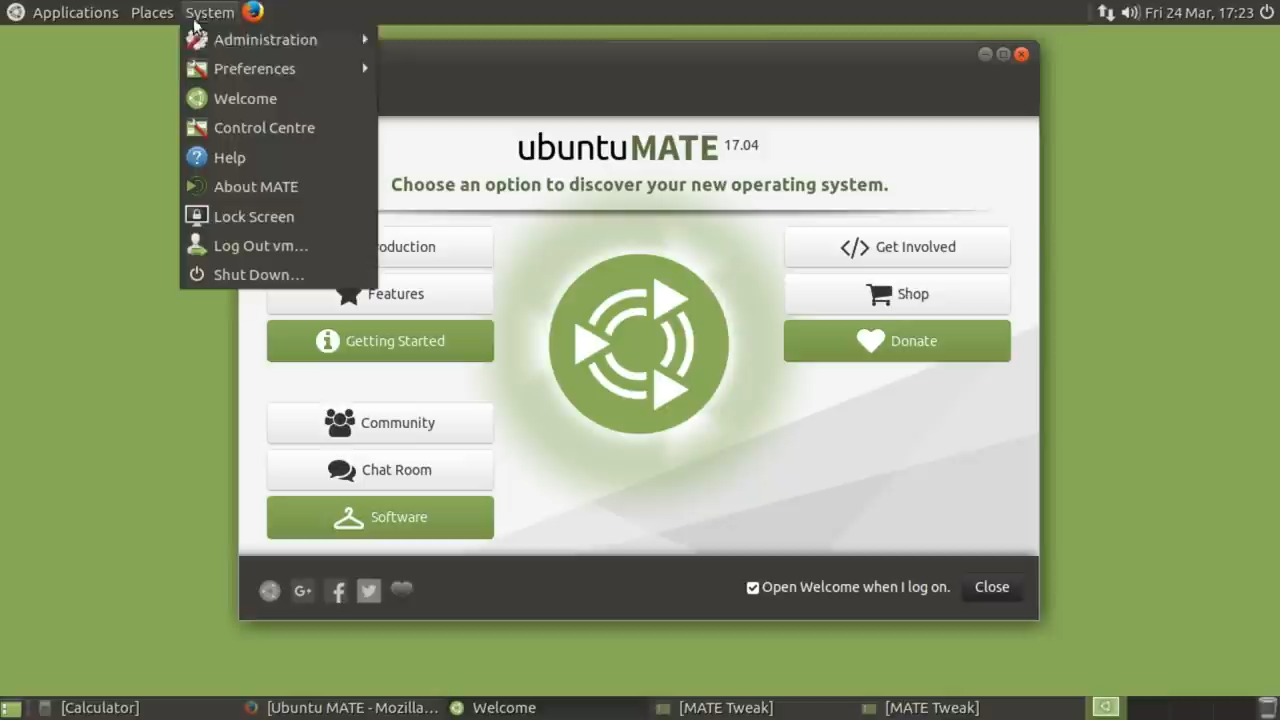 Applications Places System Fri 24 Mar, 17:23
Administration
Preferences
Welcome
Control Centre
Help
About MATE
Lock Screen
Log Out vm...
Shut Down...
ubuntuMATE 17.04
Choose an option to discover your new operating system.
oduction
Features
Getting Started
Community
Chat Room
Software
Get Involved
Shop
Donate
G+ f
Open Welcome when I log on. Close
[Calculator] [Ubuntu MATE - Mozilla... Welcome [MATE Tweak] [MATE Tweak]